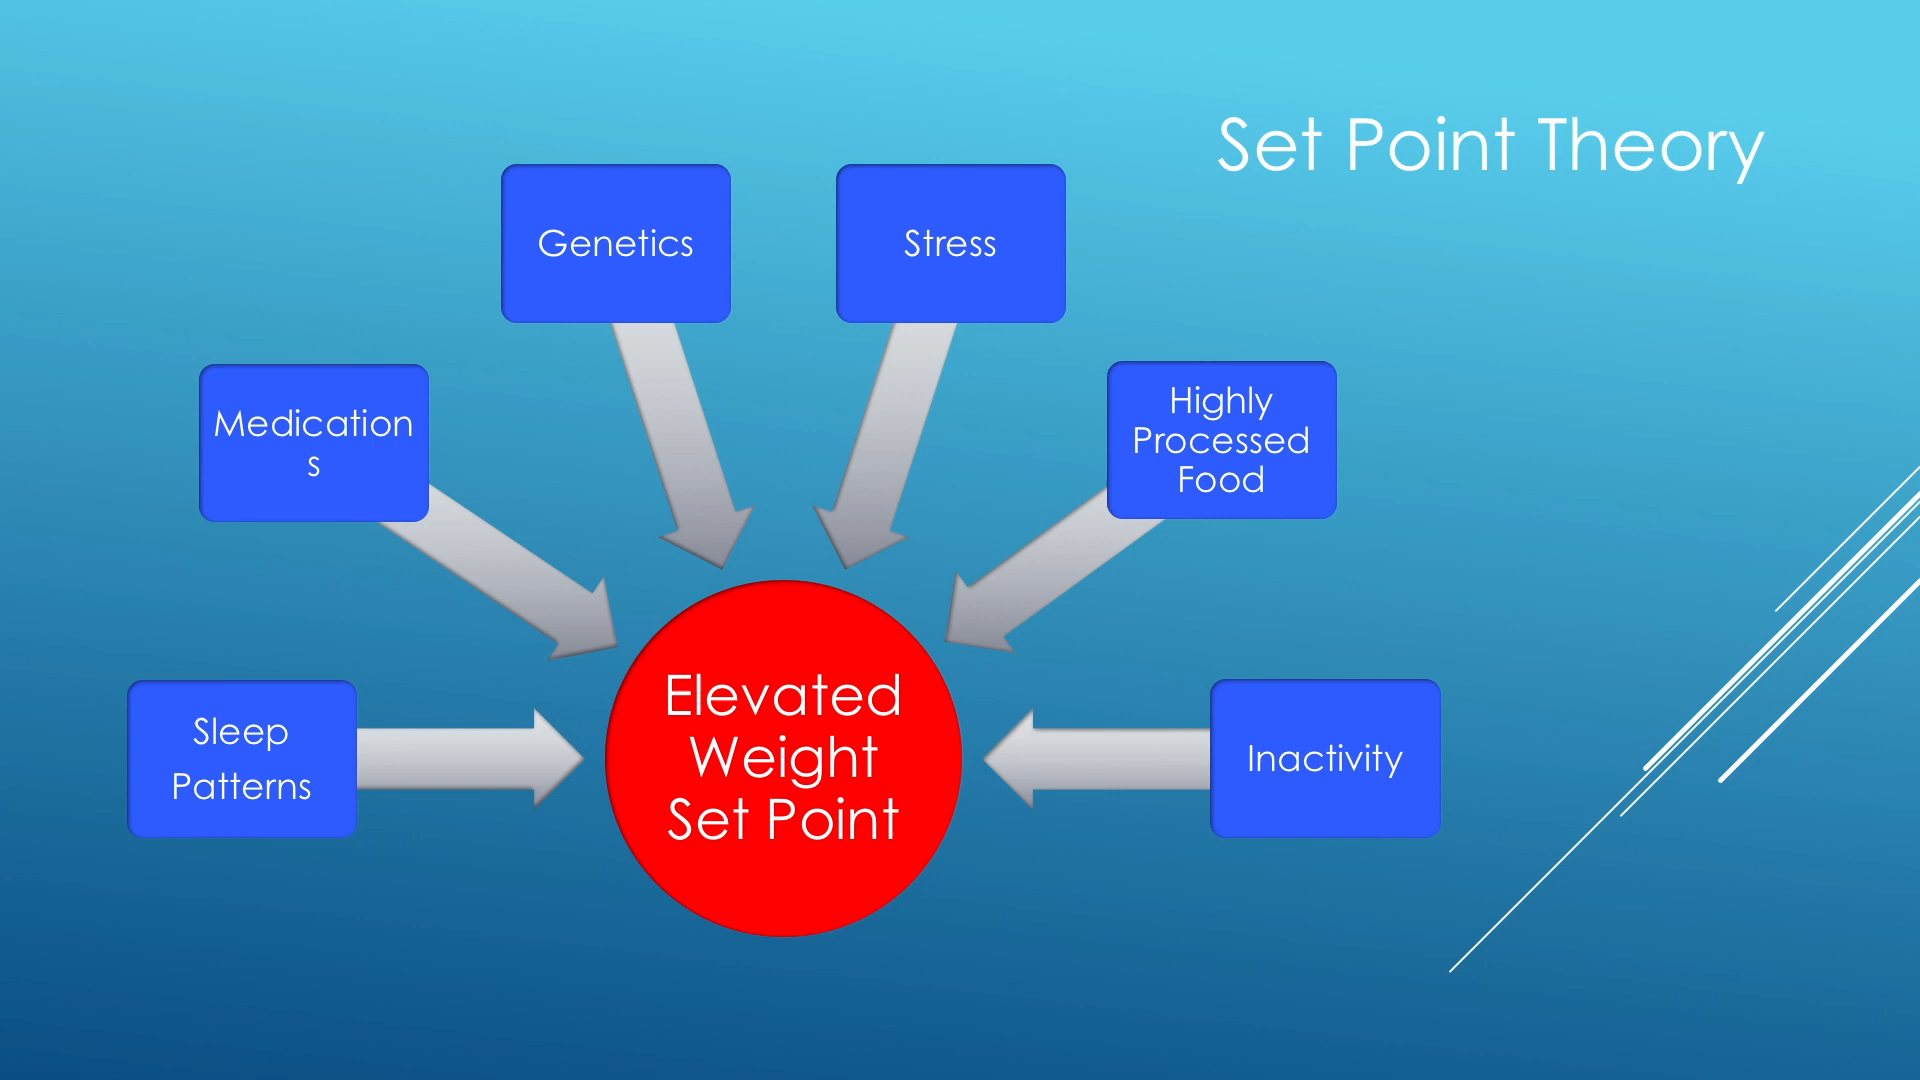 Set Point Theory
Genetics
Stress
Medication
s
Highly
Processed
Food
Sleep
Patterns
Elevated
Weight
Set Point
Inactivity